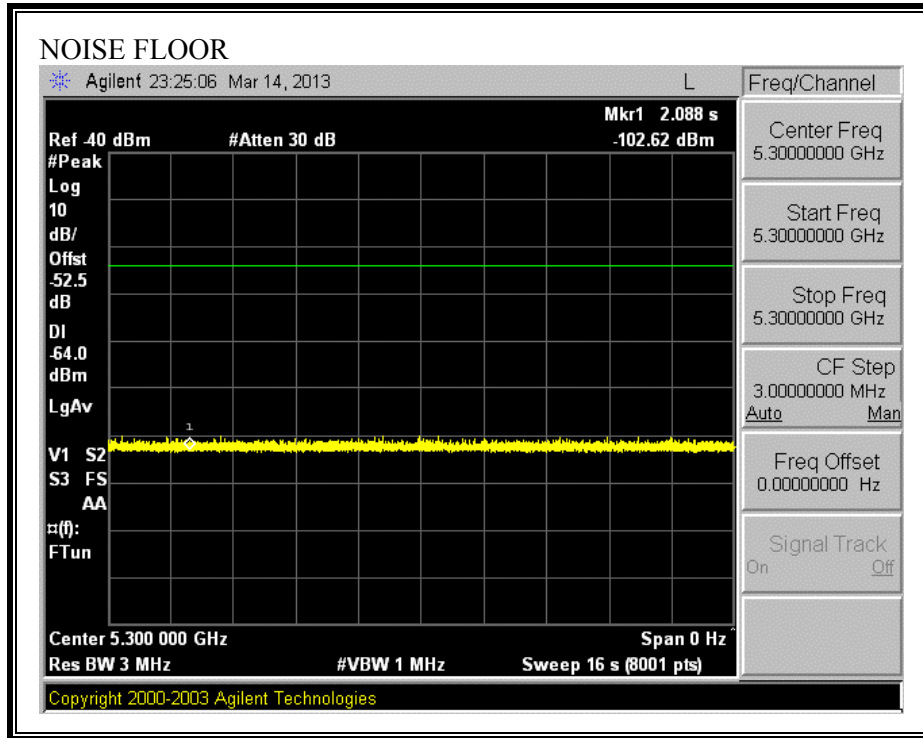 NOISE FLOOR
Agilent 23:25:06 Mar 14, 2013 L
Freq/Channel
Mkr1 2.088 s
Ref -40 dBm #Atten 30 dB -102.62 dBm
#Peak
Log
10
dB/
Offst
-52.5
dB
DI
-64.0
dBm
LgAv
1
V1 S2
S3 FS
AA
¤(f):
FTun
Center 5.300 000 GHz Span 0 Hz^
Res BW 3 MHz #VBW 1 MHz Sweep 16 s (8001 pts)
Center Freq
5.30000000 GHz
Start Freq
5.30000000 GHz
Stop Freq
5.30000000 GHz
CF Step
3.00000000 MHz
Auto Man
Freq Offset
0.00000000 Hz
Signal Track
On Off
Copyright 2000-2003 Agilent Technologies